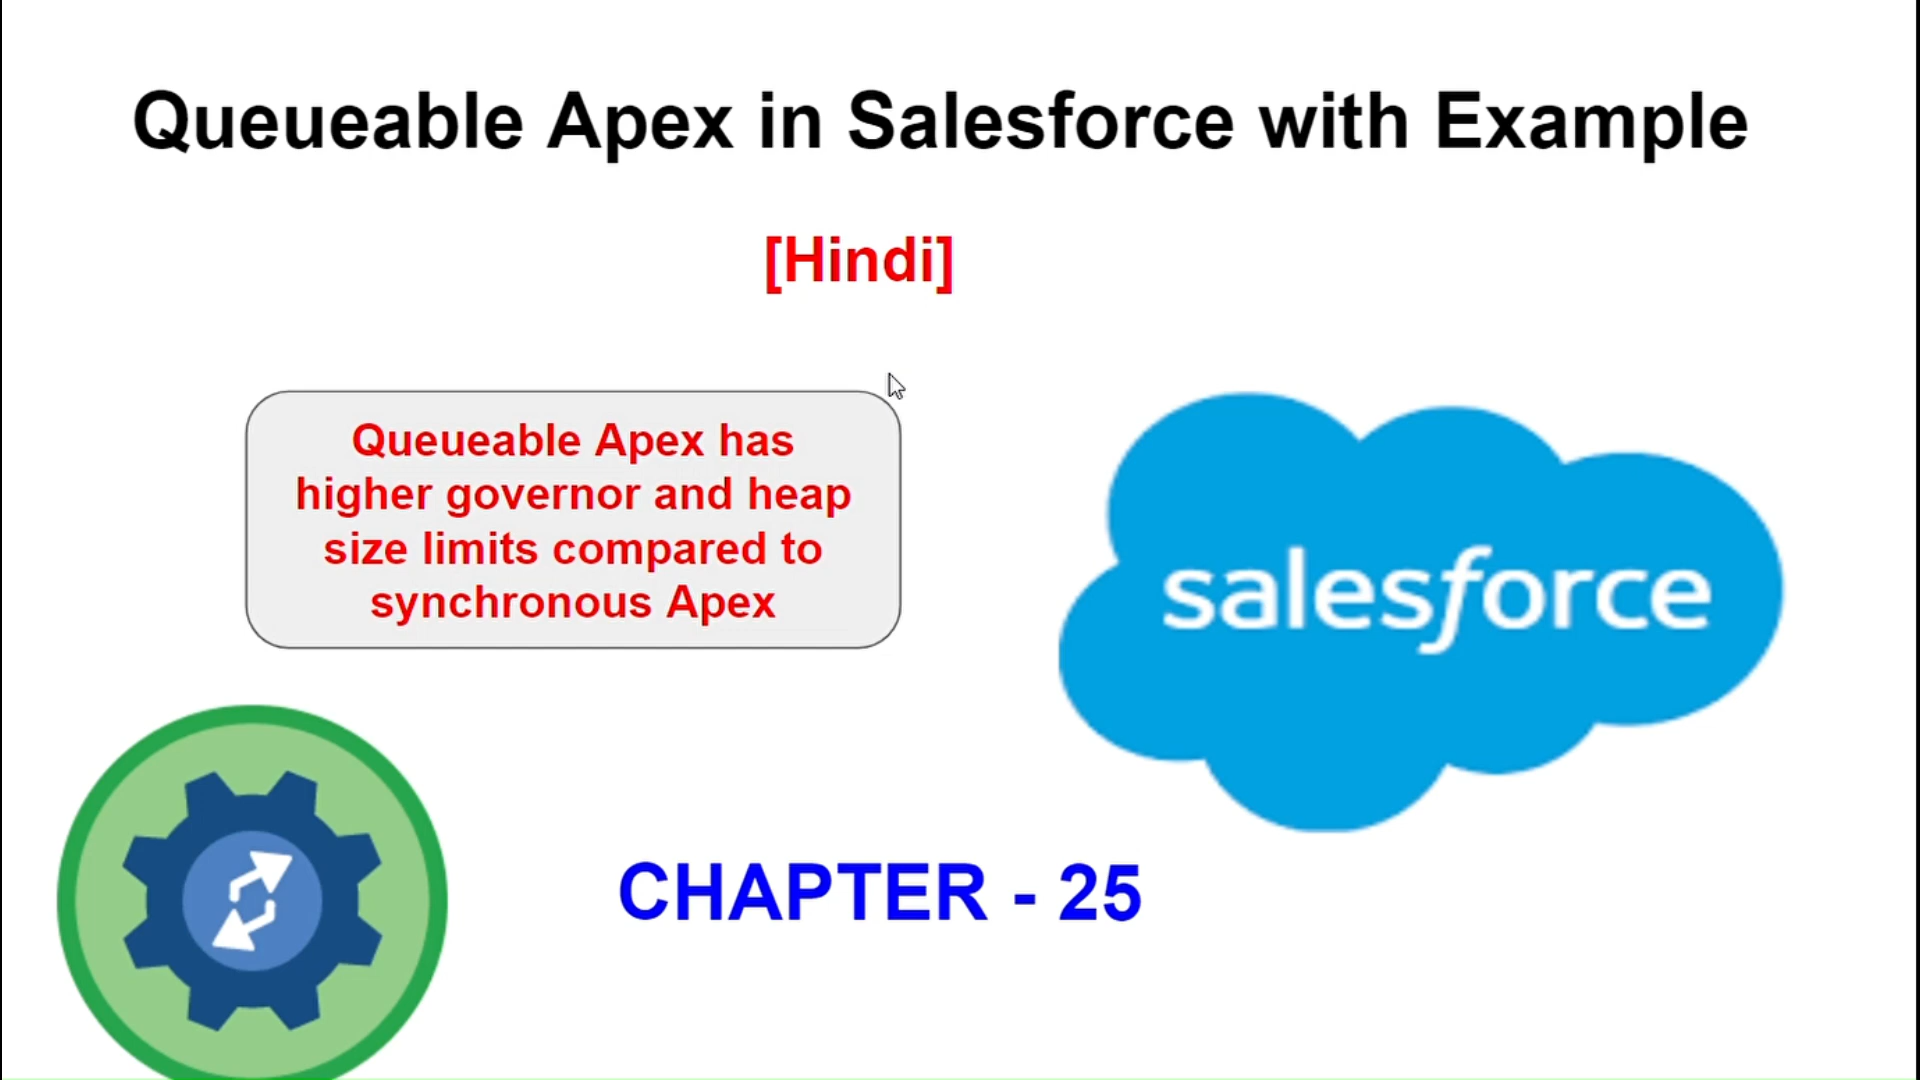 Queueable Apex in Salesforce with Example
[Hindi]
Queueable Apex has
higher governor and heap
size limits compared to
synchronous Apex
salesforce
CHAPTER - 25